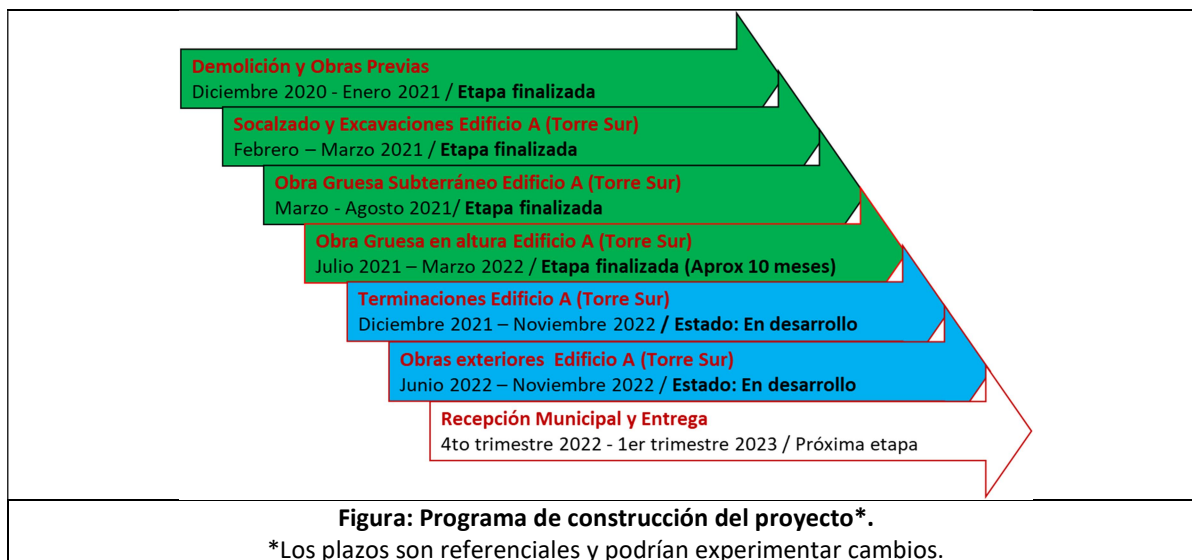 Demolición y Obras Previas
Diciembre 2020 - Enero 2021 / Etapa finalizada
Socalzado y Excavaciones Edificio A (Torre Sur)
Febrero – Marzo 2021 / Etapa finalizada
Obra Gruesa Subterráneo Edificio A (Torre Sur)
Marzo - Agosto 2021/ Etapa finalizada
Obra Gruesa en altura Edificio A (Torre Sur)
Julio 2021 – Marzo 2022 / Etapa finalizada (Aprox 10 meses)
Terminaciones Edificio A (Torre Sur)
Diciembre 2021 – Noviembre 2022 / Estado: En desarrollo
Obras exteriores Edificio A (Torre Sur)
Junio 2022 – Noviembre 2022 / Estado: En desarrollo
Recepción Municipal y Entrega
4to trimestre 2022 - 1er trimestre 2023 / Próxima etapa
Figura: Programa de construcción del proyecto*.
*Los plazos son referenciales y podrían experimentar cambios.